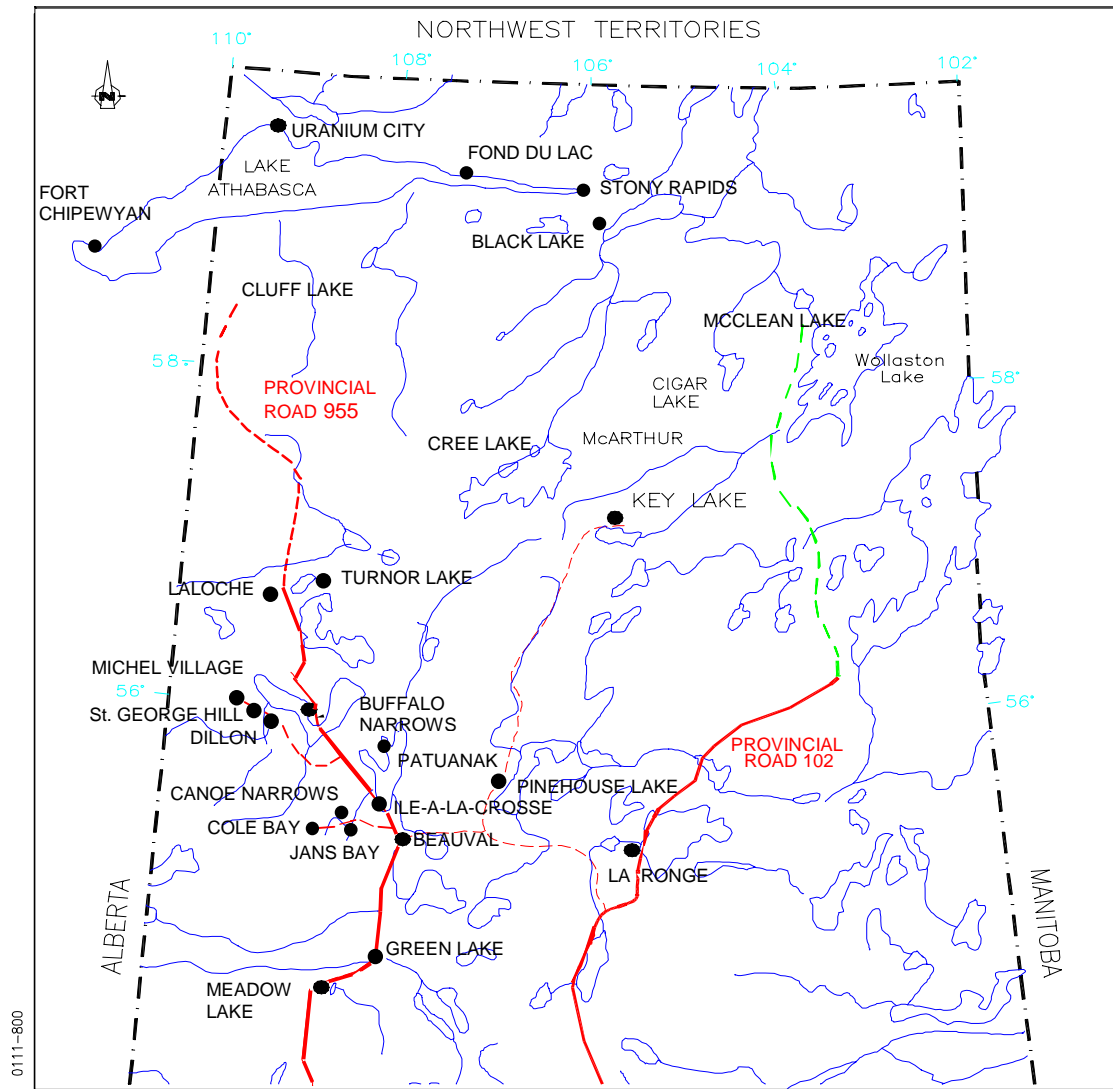 NORTHWEST TERRITORIES
110°
108°
106°
104°
102°
N
URANIUM CITY
FOND DU LAC
LAKE
ATHABASCA
STONY RAPIDS
FORT
CHIPEWYAN
BLACK LAKE
CLUFF LAKE
MCCLEAN LAKE
58°
Wollaston
Lake
58°
PROVINCIAL
ROAD 955
CIGAR
LAKE
CREE LAKE
McARTHUR
KEY LAKE
LALOCHE
TURNOR LAKE
MICHEL VILLAGE
56°
56°
St. GEORGE HILL
DILLON
BUFFALO
NARROWS
PATUANAK
PROVINCIAL
ROAD 102
PINEHOUSE LAKE
CANOE NARROWS
ILE-A-LA-CROSSE
COLE BAY
JANS BAY
BEAUVAL
LA RONGE
ALBERTA
MANITOBA
GREEN LAKE
MEADOW
LAKE
0111-800